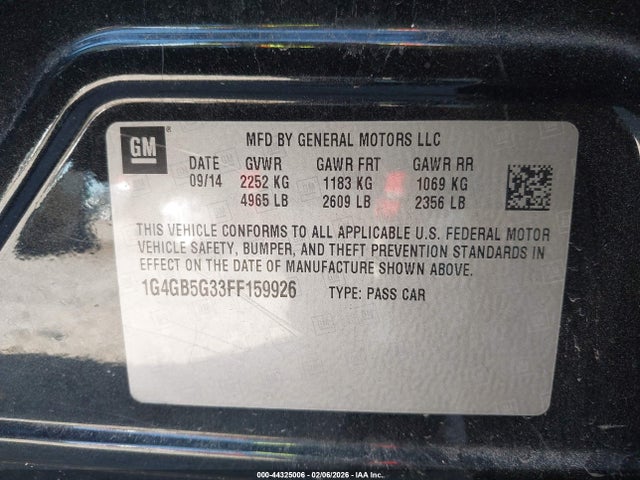 GM
MFD BY GENERAL MOTORS LLC
DATE GVWR GAWR FRT GAWR RR
09/14 2252 KG 1183 KG 1069 KG
4965 LB 2609 LB 2356 LB
THIS VEHICLE CONFORMS TO ALL APPLICABLE U.S. FEDERAL MOTOR
VEHICLE SAFETY, BUMPER, AND THEFT PREVENTION STANDARDS IN
EFFECT ON THE DATE OF MANUFACTURE SHOWN ABOVE.
1G4GB5G33FF159926 TYPE: PASS CAR
000-44325006 - 02/06/2026 - IAAI.com